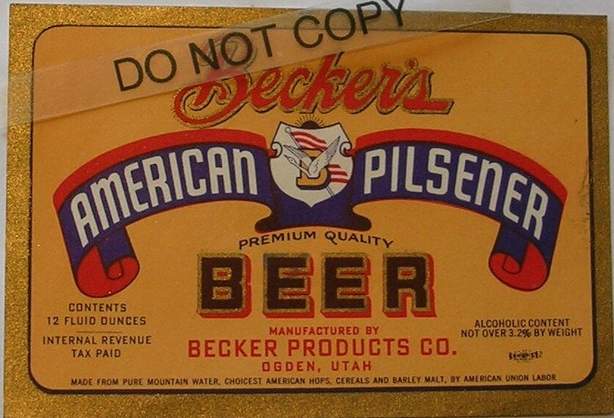 DO NOT COPY
Becker's
AMERICAN PILSENER
B
PREMIUM QUALITY
BEER
CONTENTS
12 FLUID OUNCES
INTERNAL REVENUE
TAX PAID
MANUFACTURED BY
BECKER PRODUCTS CO.
OGDEN, UTAH
ALCOHOLIC CONTENT
NOT OVER 3.2% BY WEIGHT
MADE FROM PURE MOUNTAIN WATER, CHOICEST AMERICAN HOPS, CEREALS AND BARLEY MALT, BY AMERICAN UNION LABOR